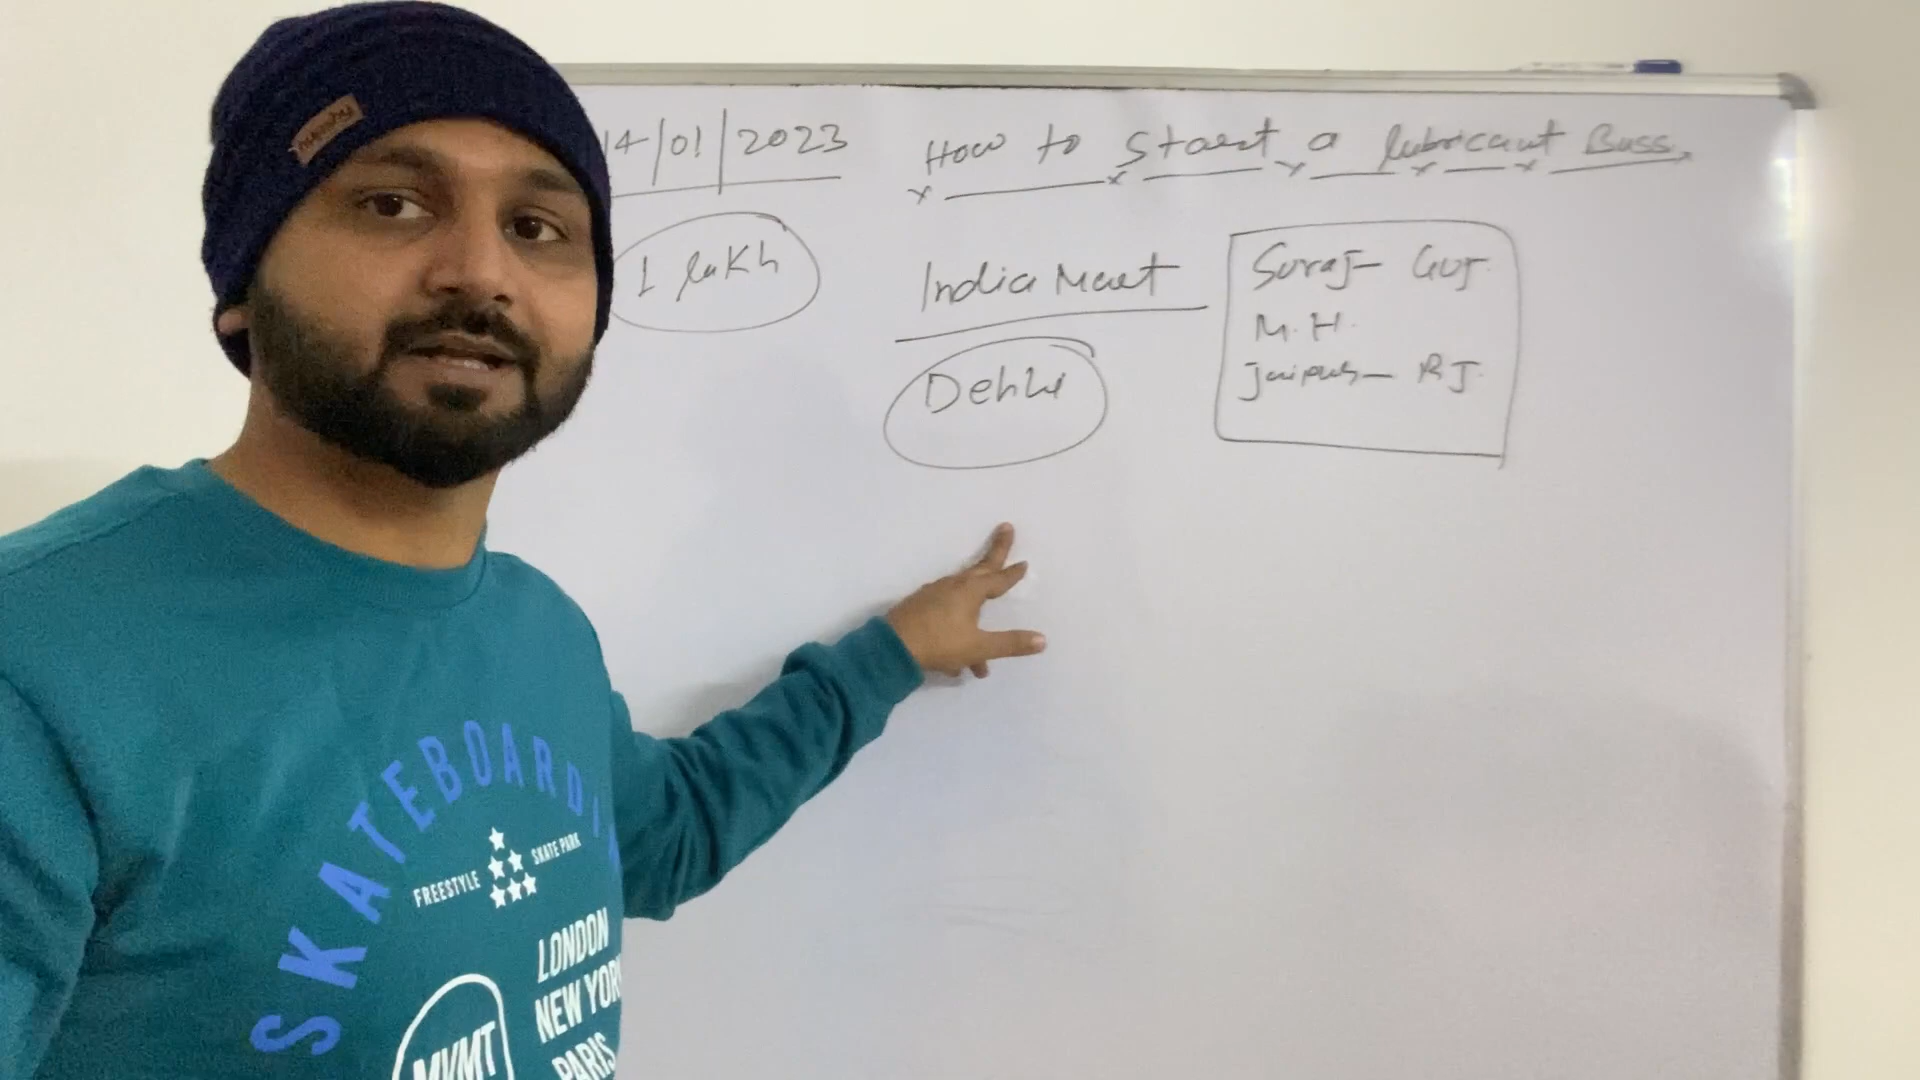 14/01/2023
How to Start a lubricant Buss.
1 lakh
India Mart
Suraj - Guj.
M.H.
Jaipur - RJ.
Dehli
SKATEBOARDI
FREESTYLE
SKATE PARK
LONDON
NEW YOR
PARIS
MVMT